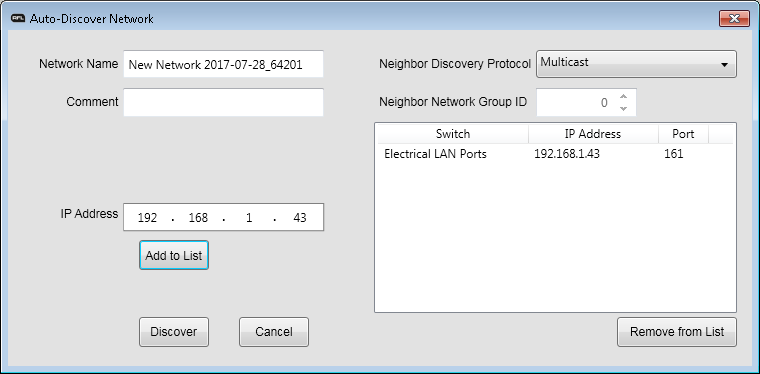 AFL Auto-Discover Network
Network Name New Network 2017-07-28_64201
Comment
IP Address 192 . 168 . 1 . 43
Add to List
Discover Cancel
Neighbor Discovery Protocol Multicast
Neighbor Network Group ID 0
Switch IP Address Port
Electrical LAN Ports 192.168.1.43 161
Remove from List